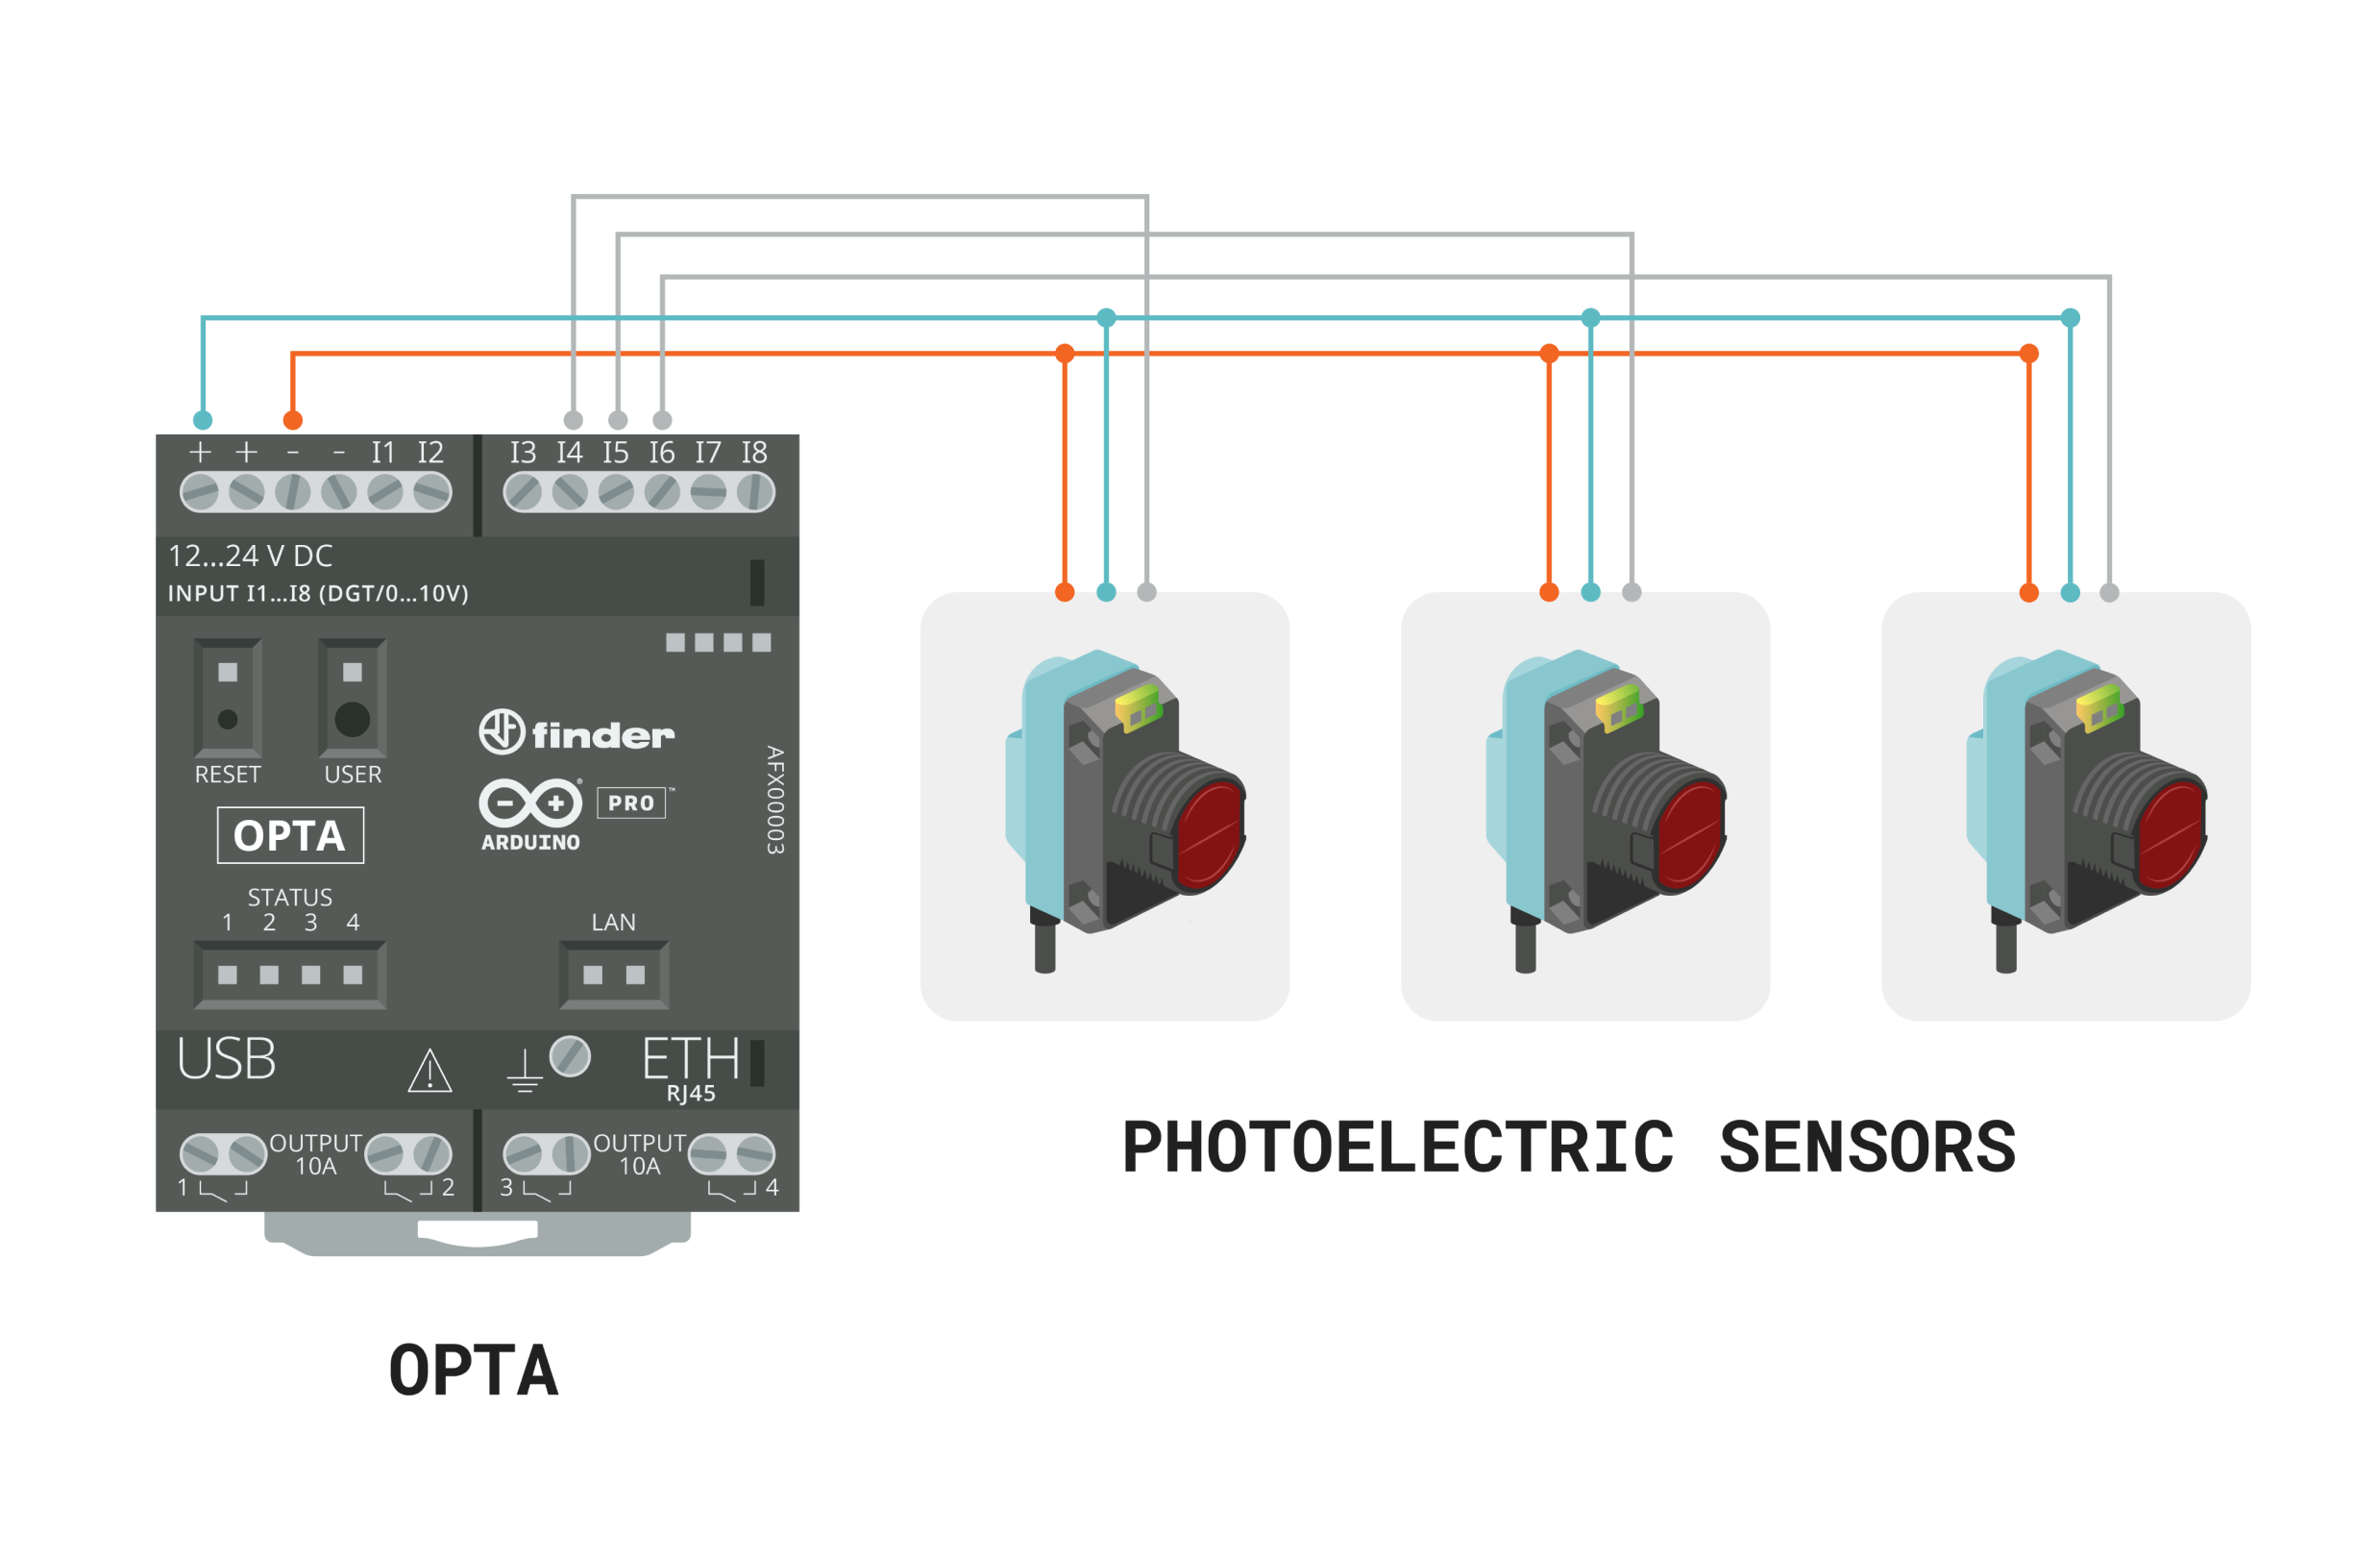 + + - - I1 I2 I3 I4 I5 I6 I7 I8
12...24 V DC
INPUT I1...I8 (DGT/0...10V)
RESET USER
finder
ARDUINO
®
PRO
™
AFX00003
OPTA
STATUS
1 2 3 4
LAN
USB
ETH
RJ45
OUTPUT
10A
OUTPUT
10A
1 2 3 4
PHOTOELECTRIC SENSORS
OPTA